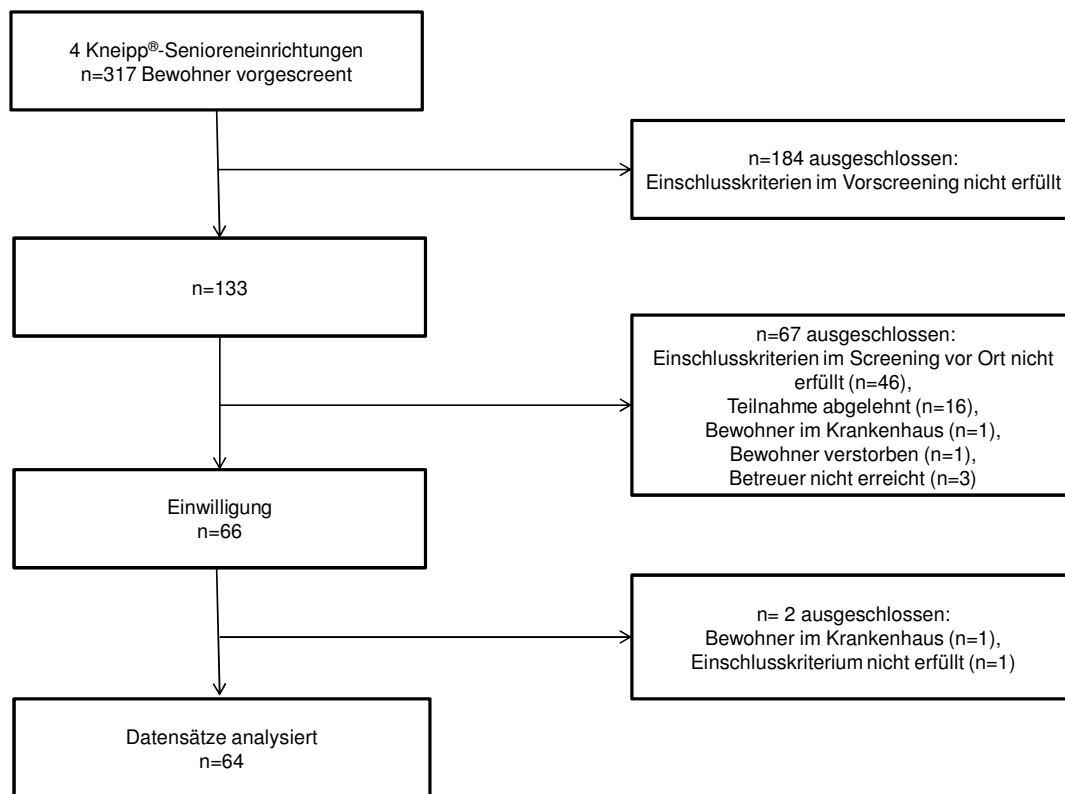 4 Kneipp®-Senioreneinrichtungen
n=317 Bewohner vorgescreent
n=184 ausgeschlossen:
Einschlusskriterien im Vorscreening nicht erfüllt
n=133
n=67 ausgeschlossen:
Einschlusskriterien im Screening vor Ort nicht
erfüllt (n=46),
Teilnahme abgelehnt (n=16),
Bewohner im Krankenhaus (n=1),
Bewohner verstorben (n=1),
Betreuer nicht erreicht (n=3)
Einwilligung
n=66
n= 2 ausgeschlossen:
Bewohner im Krankenhaus (n=1),
Einschlusskriterium nicht erfüllt (n=1)
Datensätze analysiert
n=64